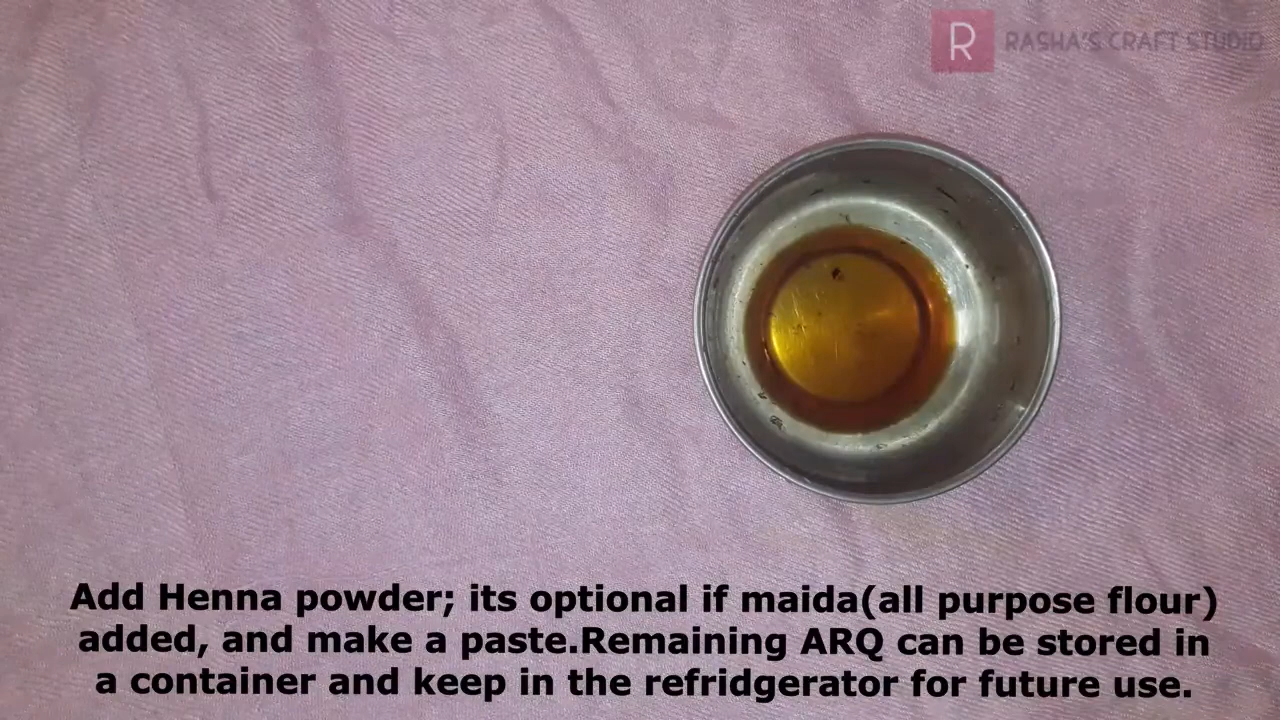 R RASHA'S CRAFT STUDIO
Add Henna powder; its optional if maida(all purpose flour)
added, and make a paste.Remaining ARQ can be stored in
a container and keep in the refridgerator for future use.